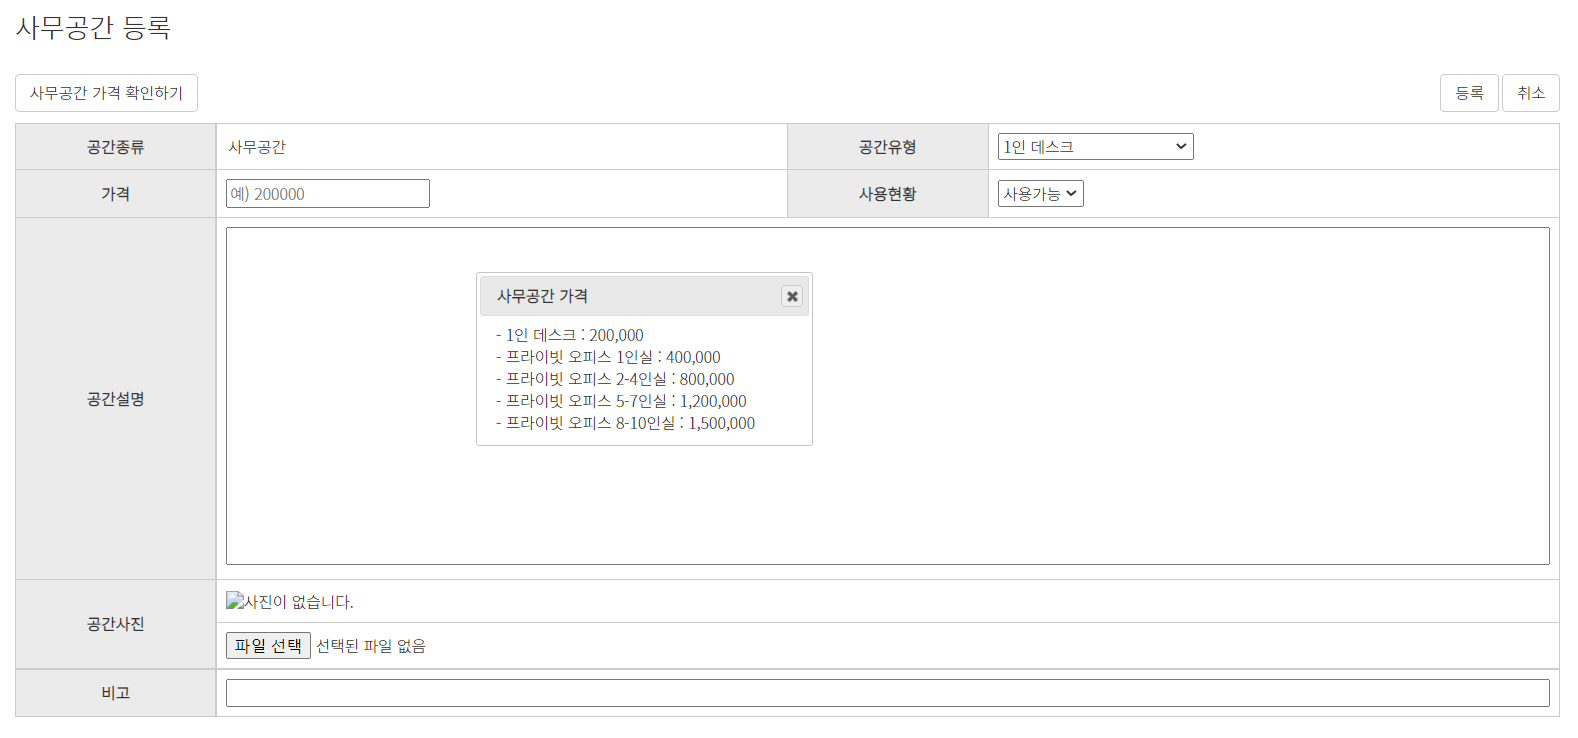 사무공간 등록
사무공간 가격 확인하기
등록
취소
공간종류
사무공간
공간유형
1인 데스크
가격
예) 200000
사용현황
사용가능
공간설명
사무공간 가격
- 1인 데스크 : 200,000
- 프라이빗 오피스 1인실 : 400,000
- 프라이빗 오피스 2-4인실 : 800,000
- 프라이빗 오피스 5-7인실 : 1,200,000
- 프라이빗 오피스 8-10인실 : 1,500,000
공간사진
사진이 없습니다.
파일 선택 선택된 파일 없음
비고